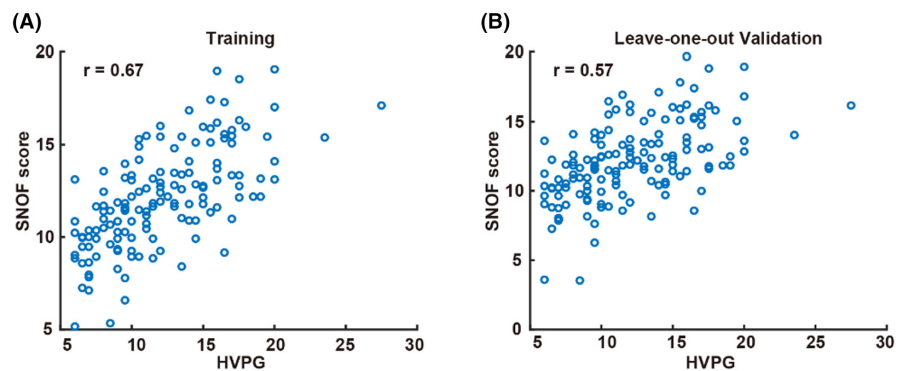 (A)
Training
r = 0.67
SNOF score
20
15
10
5
5 10 15 20 25 30
HVPG
(B)
Leave-one-out Validation
r = 0.57
SNOF score
20
15
10
5
0
5 10 15 20 25 30
HVPG